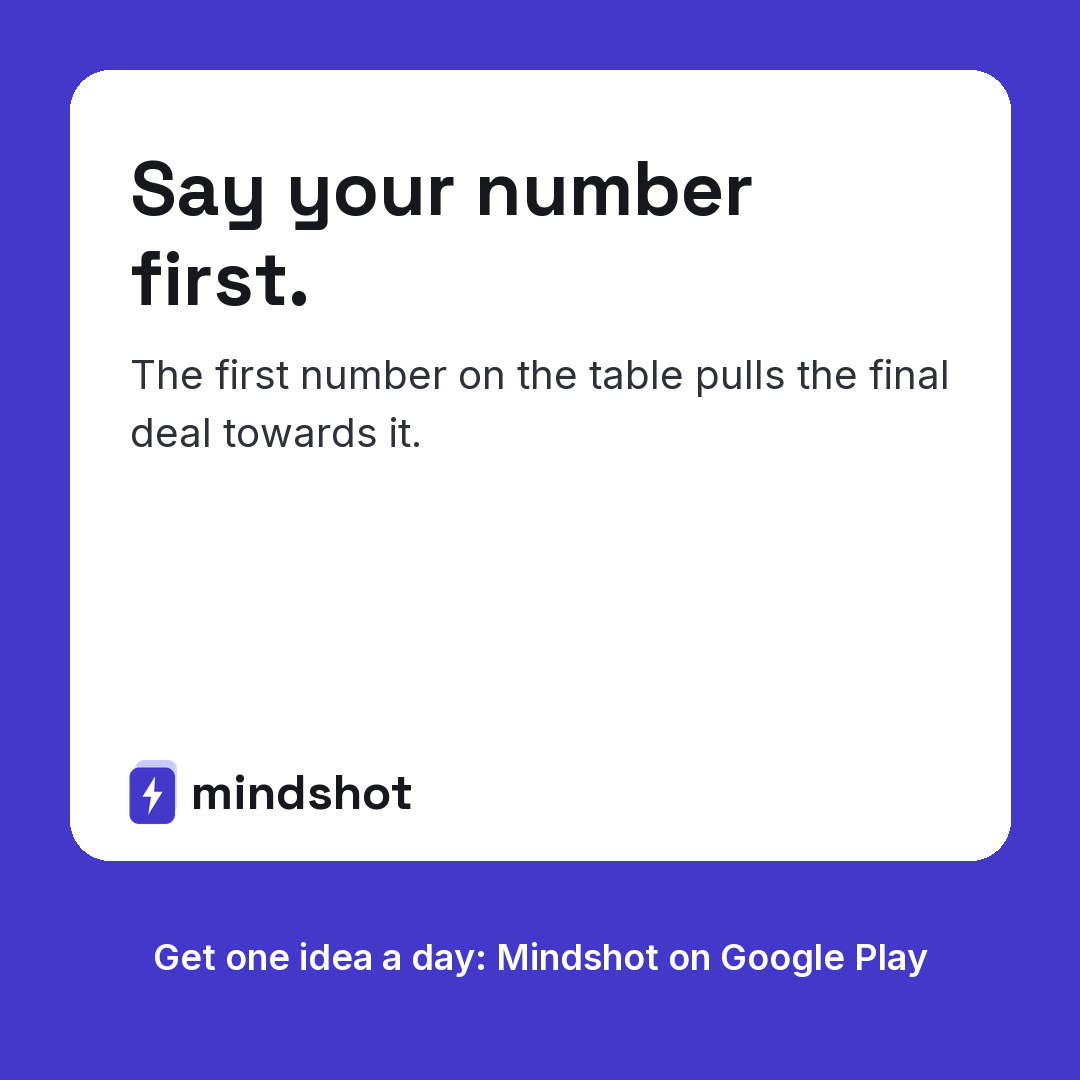 Say your number
first.
The first number on the table pulls the final
deal towards it.
mindshot
Get one idea a day: Mindshot on Google Play